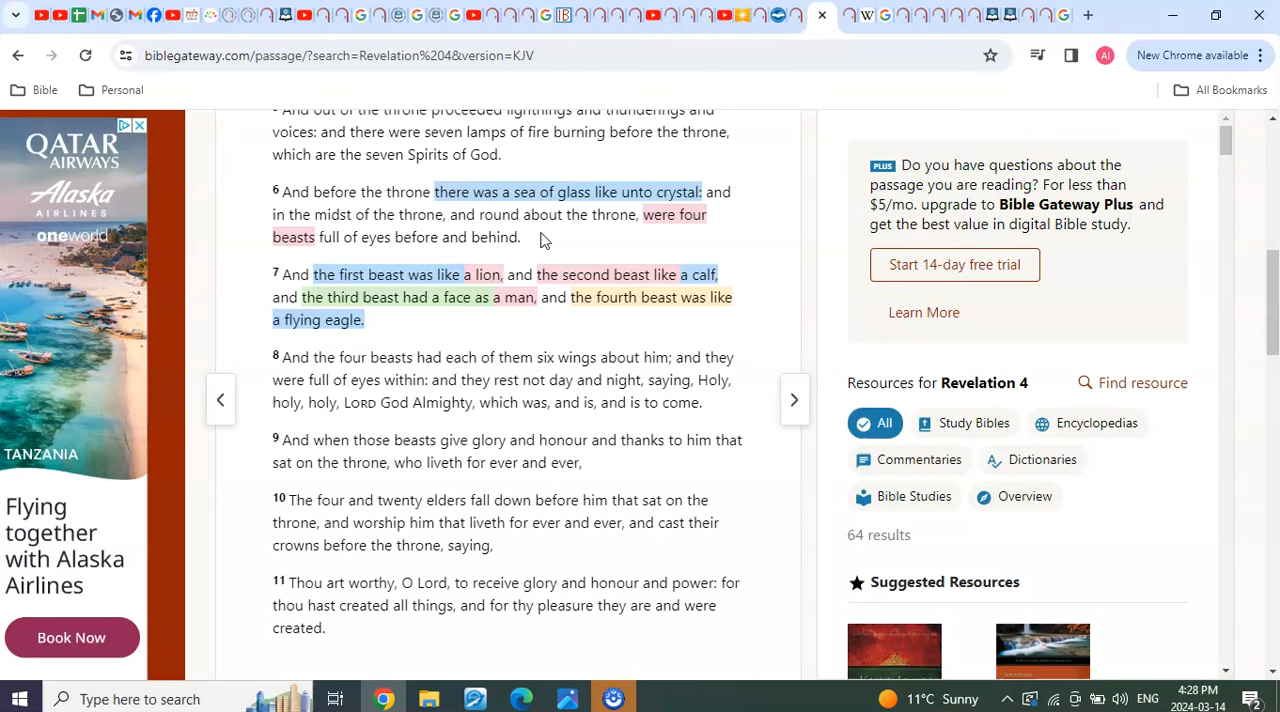 New Chrome available
biblegateway.com/passage/?search=Revelation%204&version=KJV
Bible
Personal
All Bookmarks
QATAR
AIRWAYS
Alaska
AIRLINES
oneworld
TANZANIA
Flying
together
with Alaska
Airlines
Book Now
And out of the throne proceeded lightnings and thunderings and
voices: and there were seven lamps of fire burning before the throne,
which are the seven Spirits of God.
6 And before the throne there was a sea of glass like unto crystal: and
in the midst of the throne, and round about the throne, were four
beasts full of eyes before and behind.
7 And the first beast was like a lion, and the second beast like a calf,
and the third beast had a face as a man, and the fourth beast was like
a flying eagle.
8 And the four beasts had each of them six wings about him; and they
were full of eyes within: and they rest not day and night, saying, Holy,
holy, holy, LORD God Almighty, which was, and is, and is to come.
9 And when those beasts give glory and honour and thanks to him that
sat on the throne, who liveth for ever and ever,
10 The four and twenty elders fall down before him that sat on the
throne, and worship him that liveth for ever and ever, and cast their
crowns before the throne, saying,
11 Thou art worthy, O Lord, to receive glory and honour and power: for
thou hast created all things, and for thy pleasure they are and were
created.
PLUS Do you have questions about the
passage you are reading? For less than
$5/mo. upgrade to Bible Gateway Plus and
get the best value in digital Bible study.
Start 14-day free trial
Learn More
Resources for Revelation 4
Find resource
All
Study Bibles
Encyclopedias
Commentaries
Dictionaries
Bible Studies
Overview
64 results
Suggested Resources
Type here to search
11°C Sunny
ENG
4:28 PM
2024-03-14
2